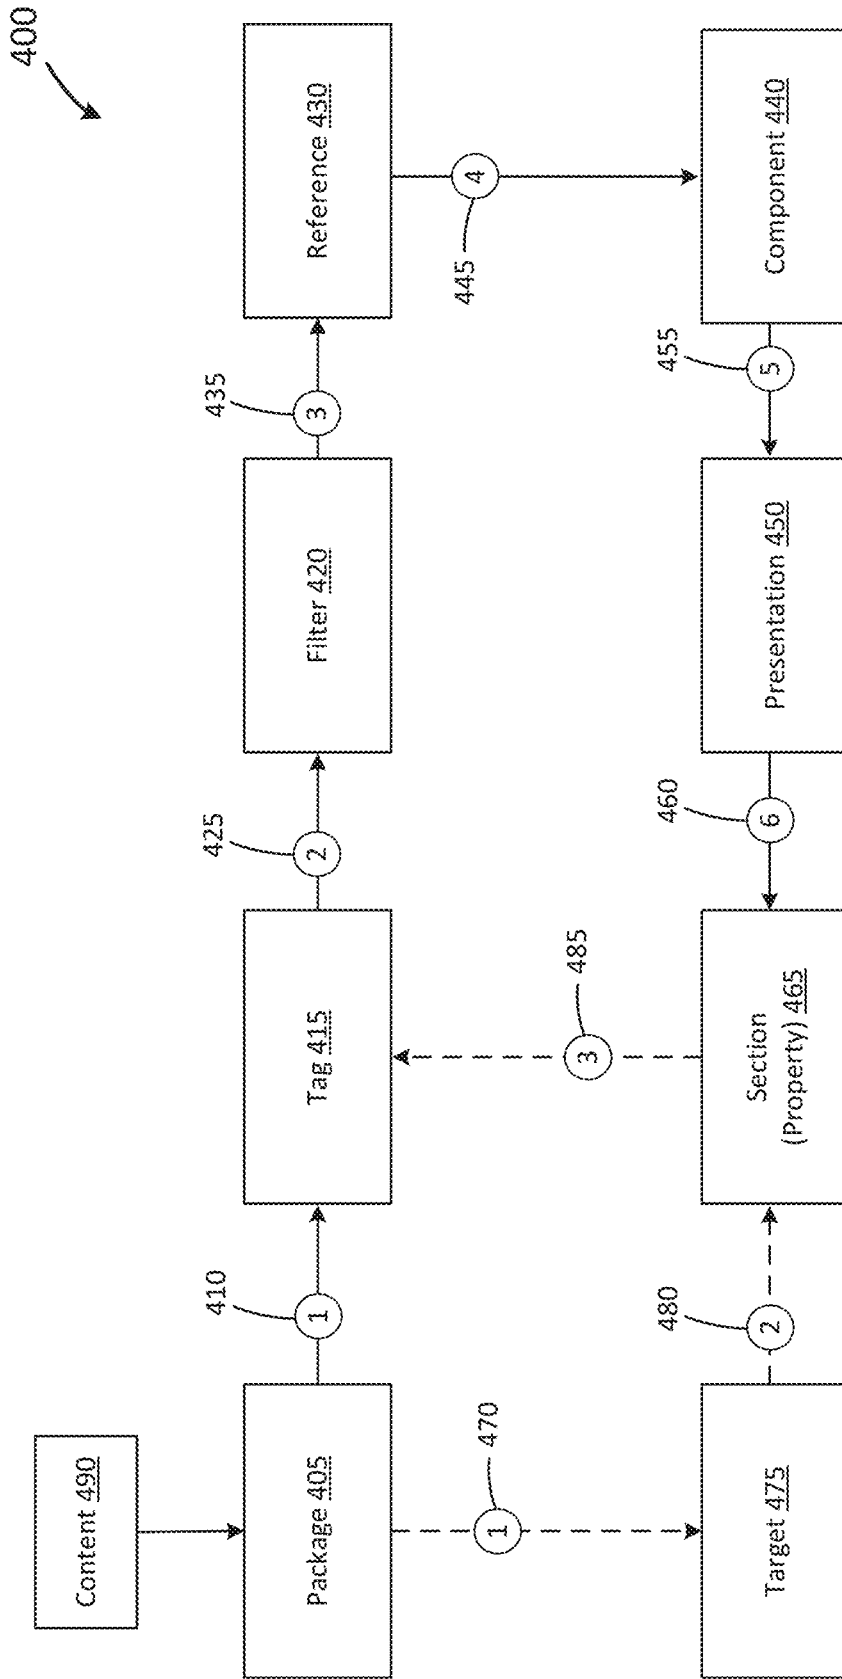 400
Content 490
Package 405
1
410
Tag 415
2
425
Filter 420
3
435
Reference 430
4
445
1
470
3
485
Target 475
2
480
Section
(Property) 465
6
460
Presentation 450
5
455
Component 440